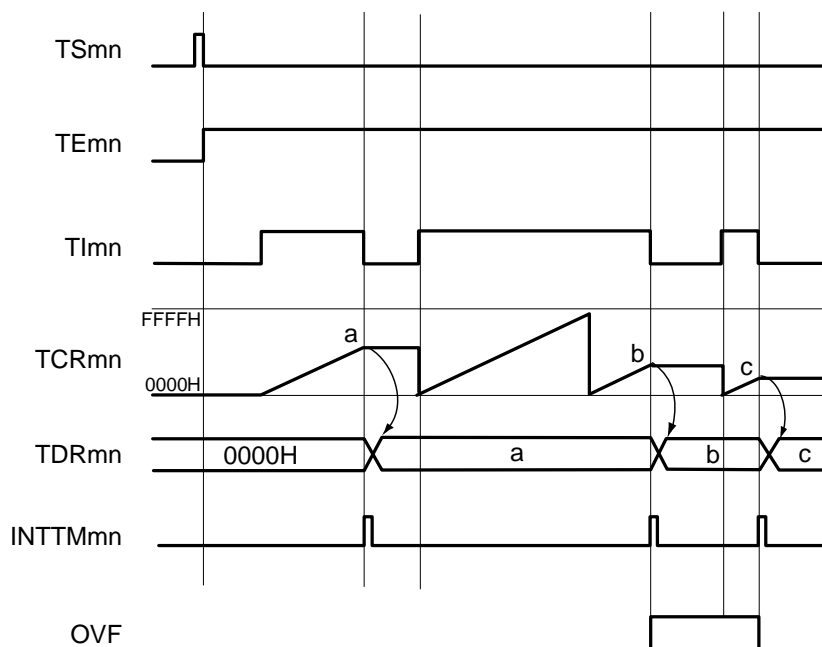 TSmn
TEmn
TImn
FFFFH
a
b
c
TCRmn
0000H
TDRmn
0000H
a
b
c
INTTMmn
OVF